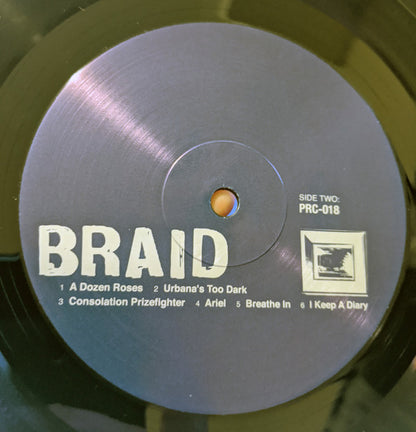 SIDE TWO:
PRC-018
BRAID
1 A Dozen Roses 2 Urbana's Too Dark
3 Consolation Prizefighter 4 Ariel 5 Breathe In 6 I Keep A Diary